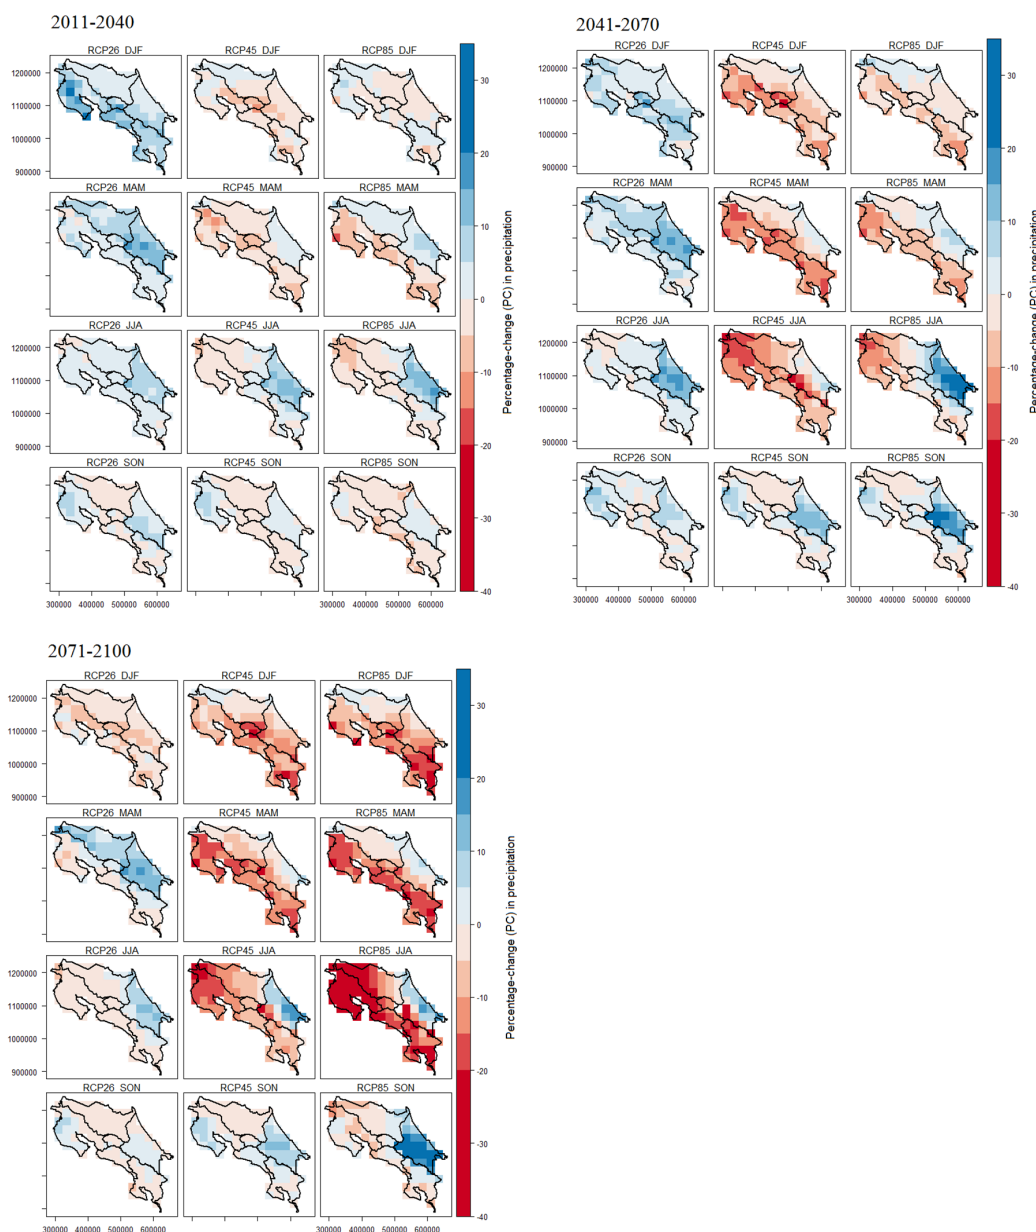 2011-2040
RCP26_DJF RCP45_DJF RCP85_DJF
1200000
1100000
1000000
900000
RCP26_MAM RCP45_MAM RCP85_MAM
RCP26_JJA RCP45_JJA RCP85_JJA
1200000
1100000
1000000
900000
RCP26_SON RCP45_SON RCP85_SON
300000 400000 500000 600000
30
20
10
0
-10
-20
-30
-40
Percentage-change (PC) in precipitation
2041-2070
RCP26_DJF RCP45_DJF RCP85_DJF
1200000
1100000
1000000
900000
RCP26_MAM RCP45_MAM RCP85_MAM
RCP26_JJA RCP45_JJA RCP85_JJA
1200000
1100000
1000000
900000
RCP26_SON RCP45_SON RCP85_SON
300000 400000 500000 600000
300000 400000 500000 600000
30
20
10
0
-10
-20
-30
-40
Percentage-change (PC) in precipitation
2071-2100
RCP26_DJF RCP45_DJF RCP85_DJF
1200000
1100000
1000000
900000
RCP26_MAM RCP45_MAM RCP85_MAM
RCP26_JJA RCP45_JJA RCP85_JJA
1200000
1100000
1000000
900000
RCP26_SON RCP45_SON RCP85_SON
300000 400000 500000 600000
300000 400000 500000 600000
30
20
10
0
-10
-20
-30
-40
Percentage-change (PC) in precipitation